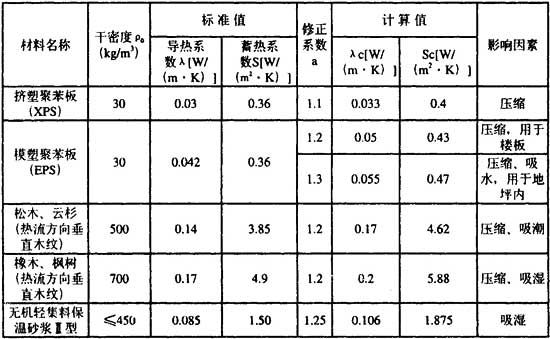 材料名称
干密度 ρ₀
(kg/m³)
标准值
修正
系数
a
计算值
影响因素
导热系
数λ[W/
(m·K)]
蓄热系
数S[W/
(m²·K)]
λc[W/
(m·K)]
Sc[W/
(m²·K)]
挤塑聚苯板
(XPS)
30
0.03
0.36
1.1
0.033
0.4
压缩
模塑聚苯板
(EPS)
30
0.042
0.36
1.2
0.05
0.43
压缩,用于
楼板
1.3
0.055
0.47
压缩、吸
水,用于地
坪内
松木、云杉
(热流方向垂
直木纹)
500
0.14
3.85
1.2
0.17
4.62
压缩、吸潮
橡木、枫树
(热流方向垂
直木纹)
700
0.17
4.9
1.2
0.2
5.88
压缩、吸湿
无机轻集料保
温砂浆Ⅱ型
≤450
0.085
1.50
1.25
0.106
1.875
吸湿